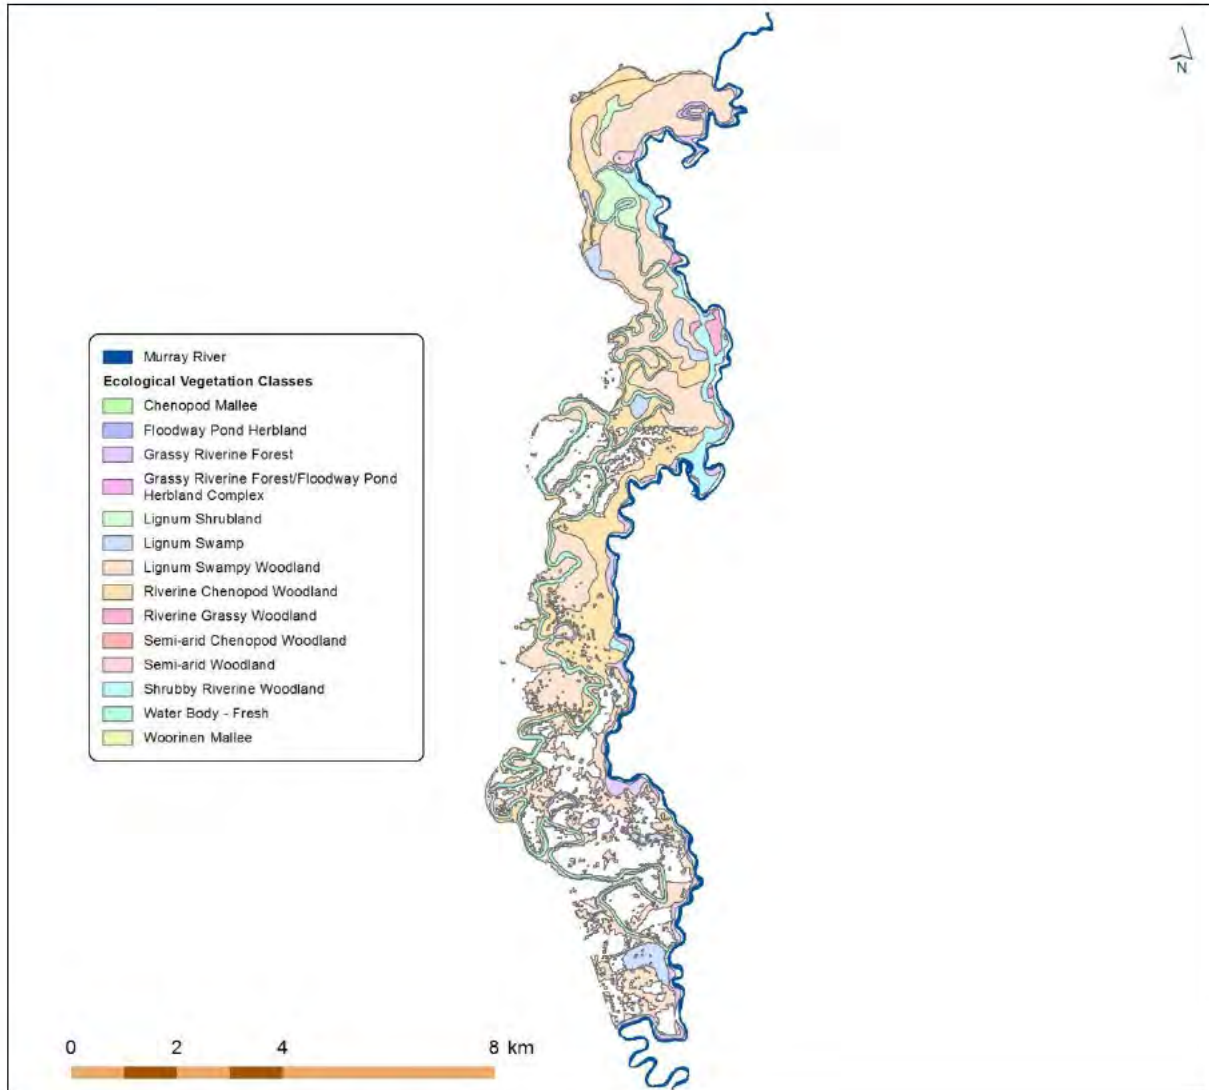 N
Murray River
Ecological Vegetation Classes
Chenopod Mallee
Floodway Pond Herbland
Grassy Riverine Forest
Grassy Riverine Forest/Floodway Pond
Herbland Complex
Lignum Shrubland
Lignum Swamp
Lignum Swampy Woodland
Riverine Chenopod Woodland
Riverine Grassy Woodland
Semi-arid Chenopod Woodland
Semi-arid Woodland
Shrubby Riverine Woodland
Water Body - Fresh
Woorinen Mallee
0 2 4 8 km